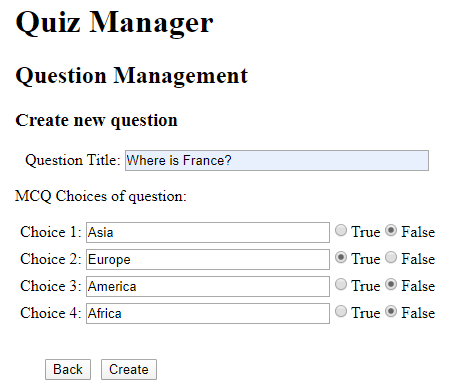 Quiz Manager
Question Management
Create new question
Question Title: Where is France?
MCQ Choices of question:
Choice 1: Asia True False
Choice 2: Europe True False
Choice 3: America True False
Choice 4: Africa True False
Back Create